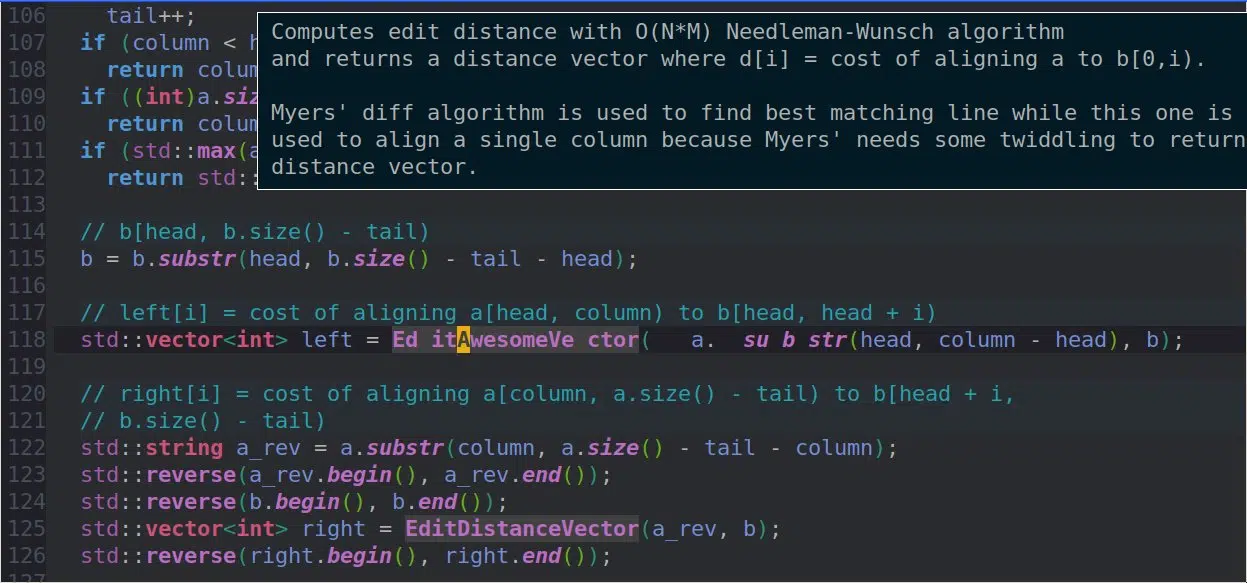 106     tail++;
107   if (column < h
108     return colum
109   if ((int)a.siz
110     return colum
111   if (std::max(a
112     return std::
Computes edit distance with O(N*M) Needleman-Wunsch algorithm
and returns a distance vector where d[i] = cost of aligning a to b[0,i).
Myers' diff algorithm is used to find best matching line while this one is
used to align a single column because Myers' needs some twiddling to return
distance vector.
113
114   // b[head, b.size() - tail)
115   b = b.substr(head, b.size() - tail - head);
116
117   // left[i] = cost of aligning a[head, column) to b[head, head + i)
118   std::vector<int> left = Ed itAwesomeVe ctor(   a.  su b str(head, column - head), b);
119
120   // right[i] = cost of aligning a[column, a.size() - tail) to b[head + i,
121   // b.size() - tail)
122   std::string a_rev = a.substr(column, a.size() - tail - column);
123   std::reverse(a_rev.begin(), a_rev.end());
124   std::reverse(b.begin(), b.end());
125   std::vector<int> right = EditDistanceVector(a_rev, b);
126   std::reverse(right.begin(), right.end());